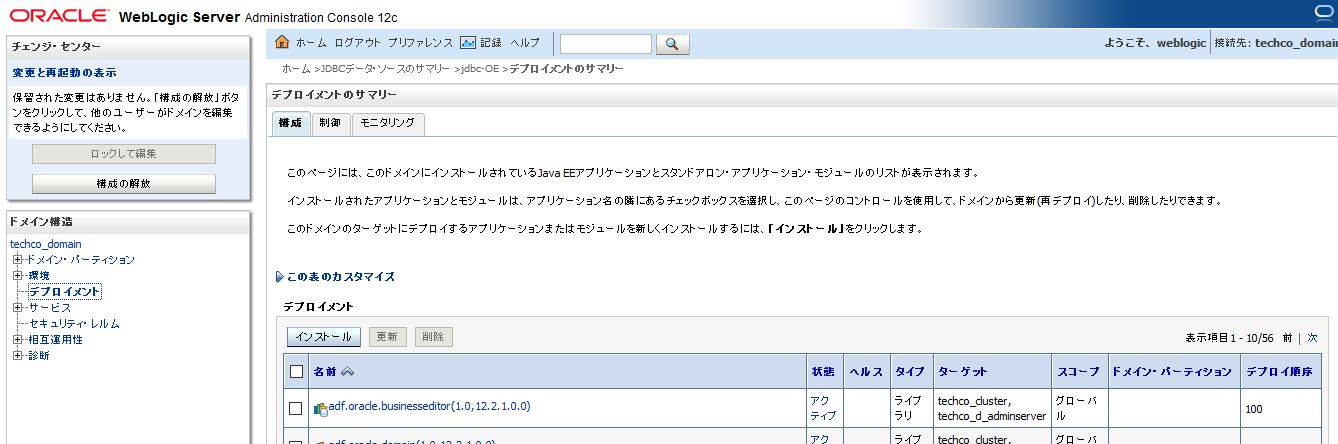 ORACLE WebLogic Server Administration Console 12c
チェンジ・センター
変更と再起動の表示
保留された変更はありません。「構成の解放」ボタ
ンをクリックして、他のユーザーがドメインを編集
できるようにしてください。
ロックして編集
構成の解放
ドメイン構造
techco_domain
ドメイン・パーティション
環境
デプロイメント
サービス
セキュリティ・レルム
相互運用性
診断
ホーム ログアウト プリファレンス 記録 ヘルプ
ようこそ、weblogic 接続先: techco_domain
ホーム >JDBCデータ・ソースのサマリー >jdbc-OE >デプロイメントのサマリー
デプロイメントのサマリー
構成 制御 モニタリング
このページには、このドメインにインストールされているJava EEアプリケーションとスタンドアロン・アプリケーション・モジュールのリストが表示されます。
インストールされたアプリケーションとモジュールは、アプリケーション名の隣にあるチェックボックスを選択し、このページのコントロールを使用して、ドメインから更新(再デプロイ)したり、削除したりできます。
このドメインのターゲットにデプロイするアプリケーションまたはモジュールを新しくインストールするには、「インストール」をクリックします。
この表のカスタマイズ
デプロイメント
インストール 更新 削除
表示項目1 - 10/56 前 | 次
名前 状態 ヘルス タイプ ターゲット スコープ ドメイン・パーティション デプロイ順序
adf.oracle.businesseditor(1.0,12.2.1.0.0)
アク
ティブ
ライブ
ラリ
techco_cluster,
techco_d_adminserver
グローバ
ル
100
adf.oracle.domain(1.0,12.2.1.0.0)
アク
ライブ
techco_cluster,
グローバ